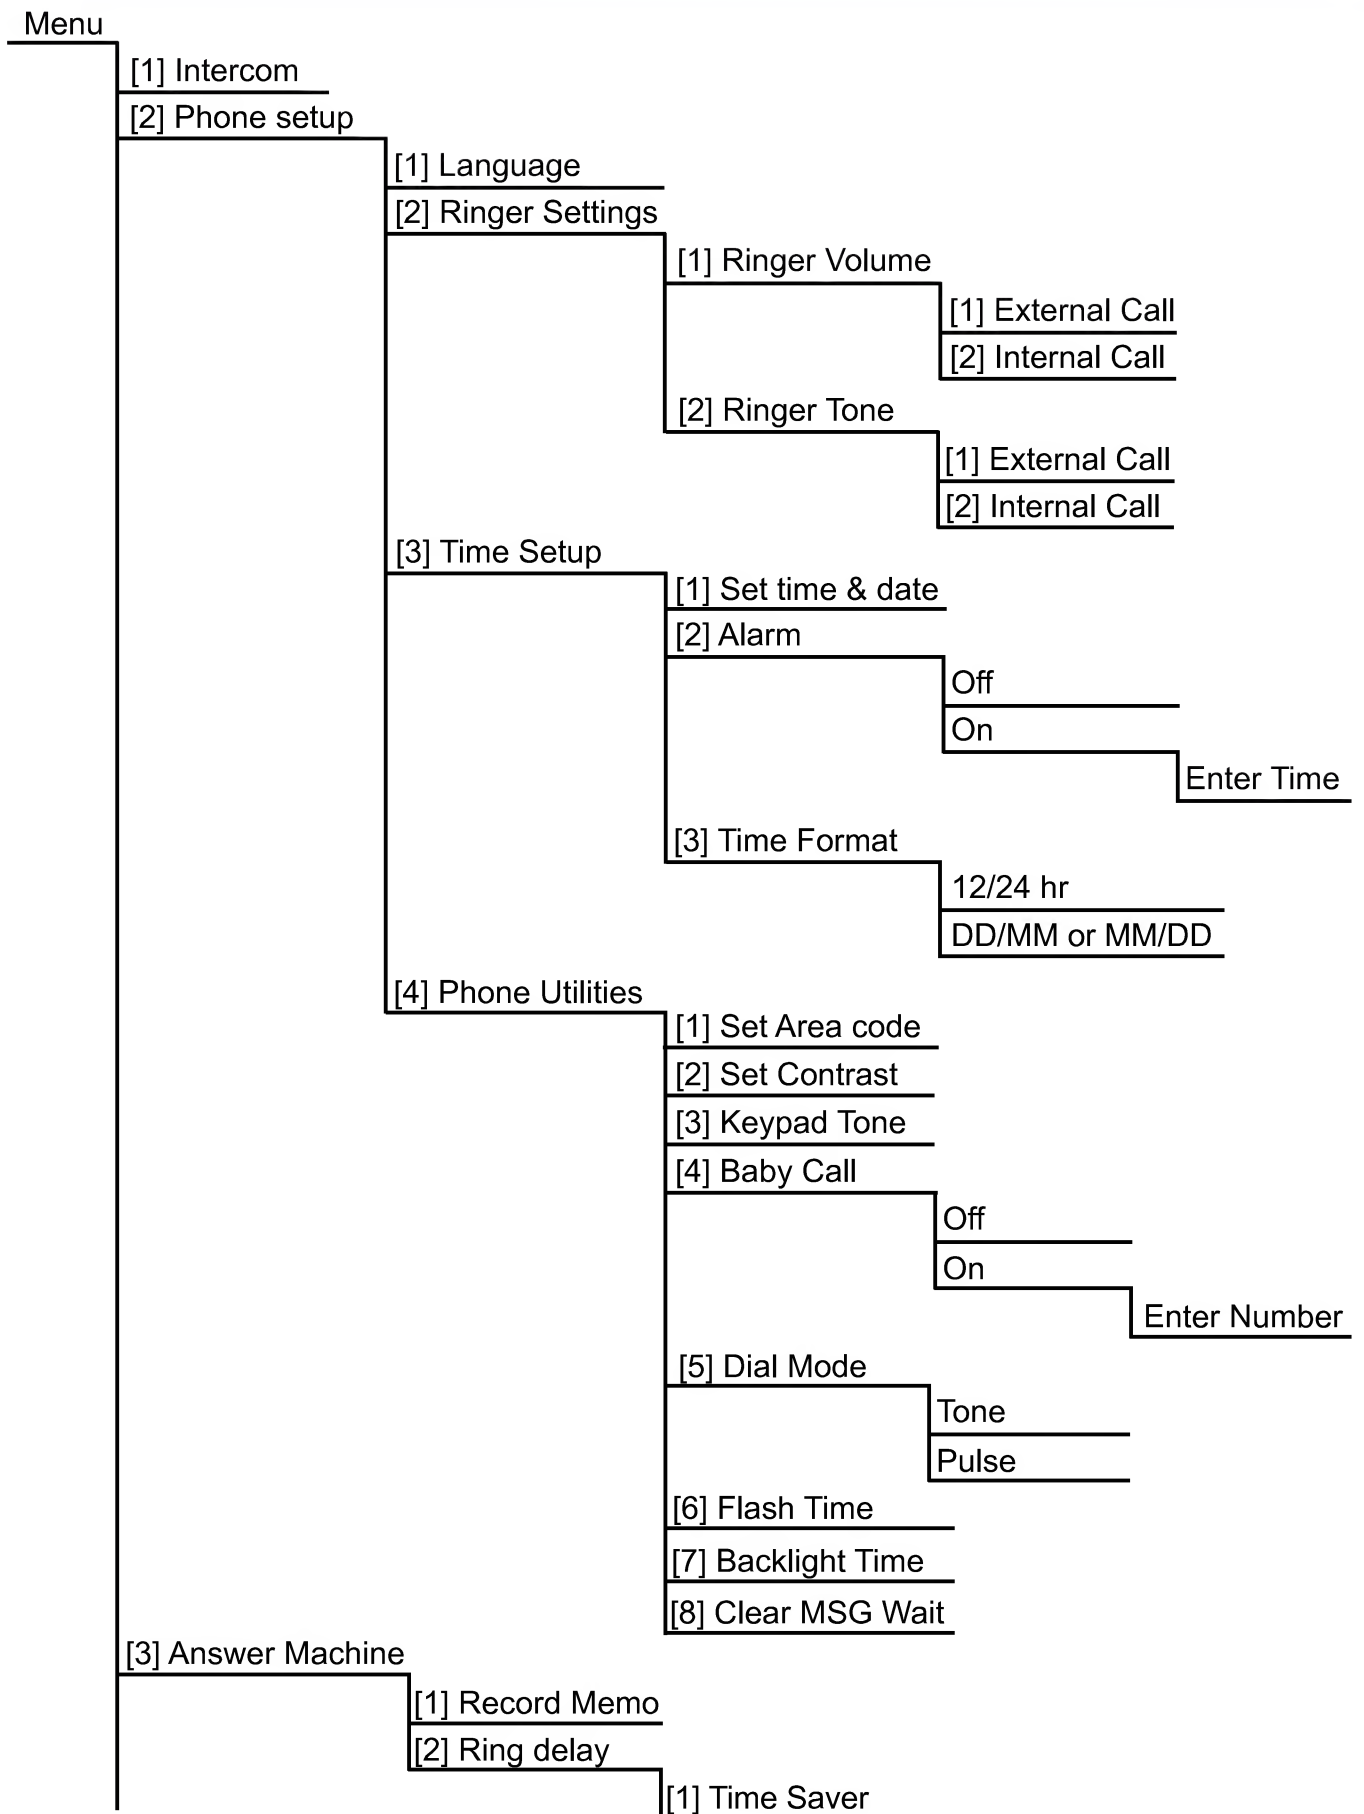 Menu
[1] Intercom
[2] Phone setup
[1] Language
[2] Ringer Settings
[1] Ringer Volume
[1] External Call
[2] Internal Call
[2] Ringer Tone
[1] External Call
[2] Internal Call
[3] Time Setup
[1] Set time & date
[2] Alarm
Off
On
Enter Time
[3] Time Format
12/24 hr
DD/MM or MM/DD
[4] Phone Utilities
[1] Set Area code
[2] Set Contrast
[3] Keypad Tone
[4] Baby Call
Off
On
Enter Number
[5] Dial Mode
Tone
Pulse
[6] Flash Time
[7] Backlight Time
[8] Clear MSG Wait
[3] Answer Machine
[1] Record Memo
[2] Ring delay
[1] Time Saver